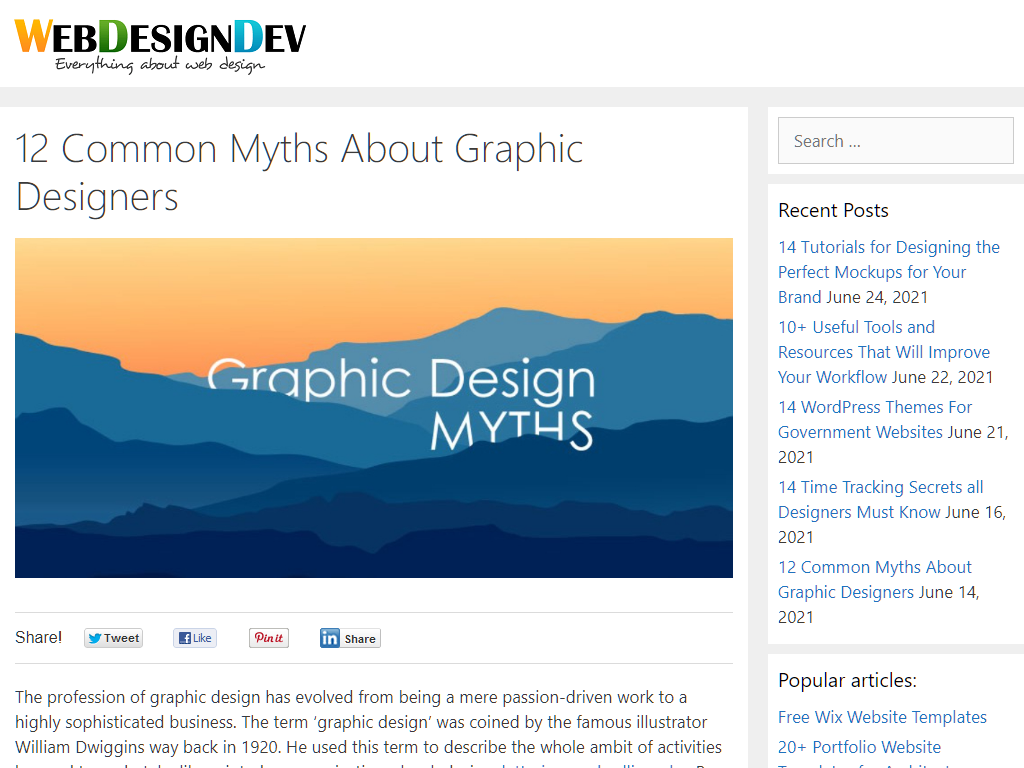 WEBDESIGNDEV
Everything about web design
12 Common Myths About Graphic
Designers
Graphic Design
MYTHS
Share!
Tweet
Like
Pin it
in Share
The profession of graphic design has evolved from being a mere passion-driven work to a
highly sophisticated business. The term ‘graphic design’ was coined by the famous illustrator
William Dwiggins way back in 1920. He used this term to describe the whole ambit of activities
Search ...
Recent Posts
14 Tutorials for Designing the
Perfect Mockups for Your
Brand June 24, 2021
10+ Useful Tools and
Resources That Will Improve
Your Workflow June 22, 2021
14 WordPress Themes For
Government Websites June 21,
2021
14 Time Tracking Secrets all
Designers Must Know June 16,
2021
12 Common Myths About
Graphic Designers June 14,
2021
Popular articles:
Free Wix Website Templates
20+ Portfolio Website